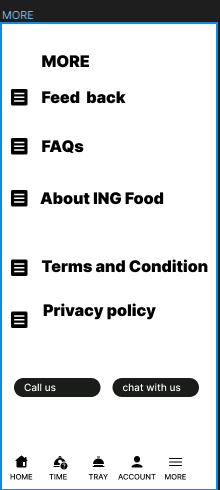 MORE
MORE
Feed back
FAQs
About ING Food
Terms and Condition
Privacy policy
Call us chat with us
HOME TIME TRAY ACCOUNT MORE